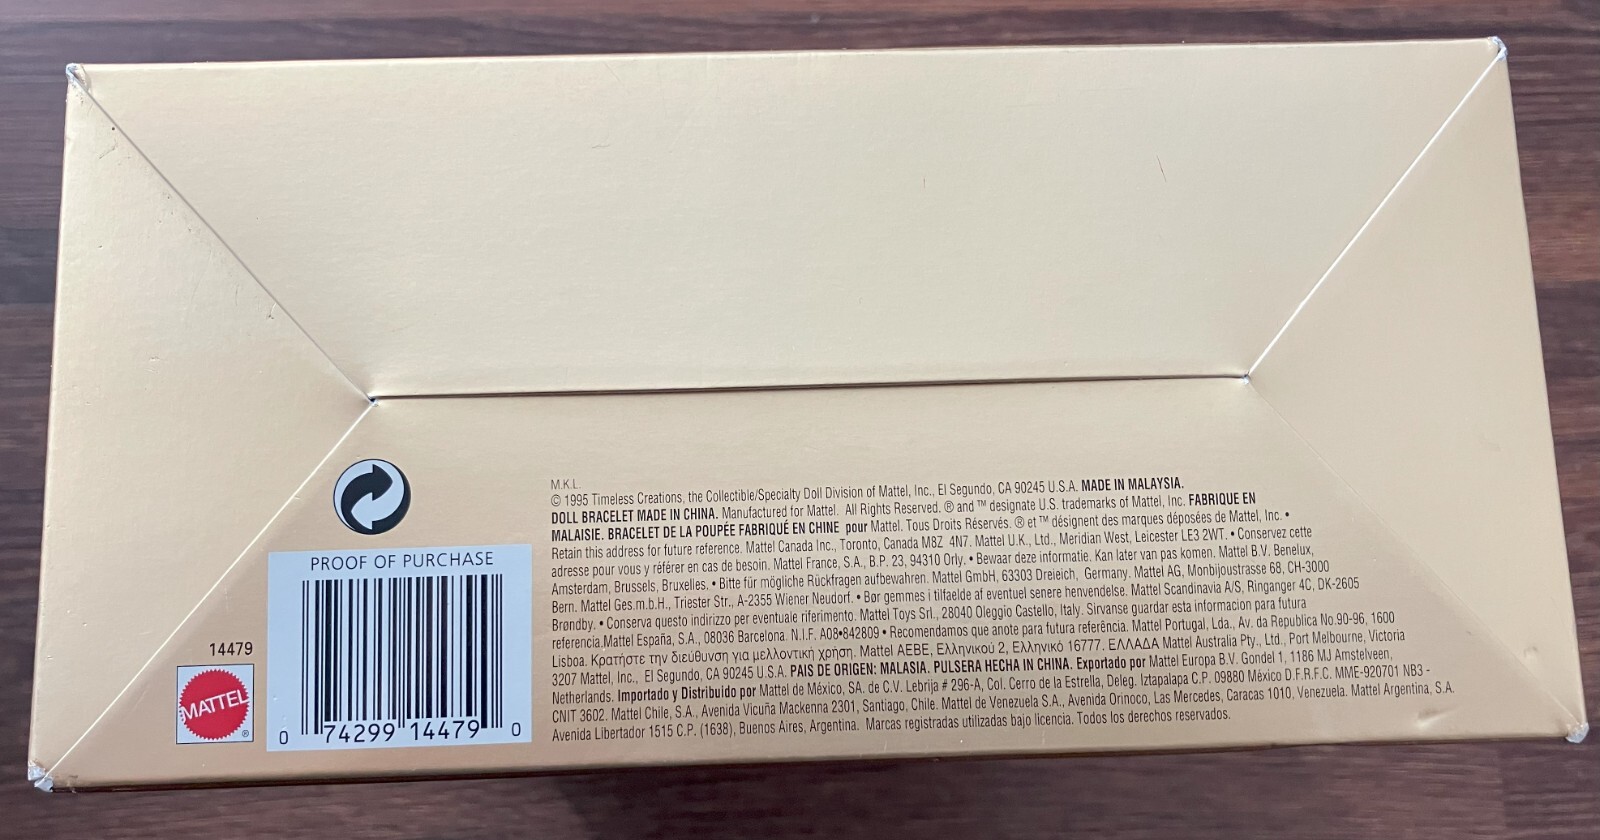 M.K.L.
© 1995 Timeless Creations, the Collectible/Specialty Doll Division of Mattel, Inc., El Segundo, CA 90245 U.S.A. MADE IN MALAYSIA.
DOLL BRACELET MADE IN CHINA. Manufactured for Mattel. All Rights Reserved. ® and ™ designate U.S. trademarks of Mattel, Inc. FABRIQUE EN
MALAISIE. BRACELET DE LA POUPÉE FABRIQUÉ EN CHINE pour Mattel. Tous Droits Réservés. ® et ™ désignent des marques déposées de Mattel, Inc. •
Retain this address for future reference. Mattel Canada Inc., Toronto, Canada M8Z 4N7. Mattel U.K., Ltd., Meridian West, Leicester LE3 2WT. • Conservez cette
adresse pour vous y référer en cas de besoin. Mattel France, S.A., B.P. 23, 94310 Orly. • Bewaar deze informatie. Kan later van pas komen. Mattel B.V. Benelux,
Amsterdam, Brussels, Bruxelles. • Bitte für mögliche Rückfragen aufbewahren. Mattel GmbH, 63303 Dreieich, Germany. Mattel AG, Monbijoustrasse 68, CH-3000
Bern. Mattel Ges.m.b.H., Triester Str., A-2355 Wiener Neudorf. • Bør gemmes i tilfaelde af eventuel senere henvendelse. Mattel Scandinavia A/S, Ringanger 4C, DK-2605
Brøndby. • Conserva questo indirizzo per eventuale riferimento. Mattel Toys Srl., 28040 Oleggio Castello, Italy. Sirvanse guardar esta informacion para futura
referencia.Mattel España, S.A., 08036 Barcelona. N.I.F. A08•842809 • Recomendamos que anote para futura referência. Mattel Portugal, Lda., Av. da Republica No.90-96, 1600
Lisboa. Κρατήστε την διεύθυνση για μελλοντική χρήση. Mattel AEBE, Ελληνικού 2, Ελληνικό 16777. ΕΛΛΑΔΑ Mattel Australia Pty., Ltd., Port Melbourne, Victoria
3207 Mattel, Inc., El Segundo, CA 90245 U.S.A. PAIS DE ORIGEN: MALASIA. PULSERA HECHA IN CHINA. Exportado por Mattel Europa B.V. Gondel 1, 1186 MJ Amstelveen,
Netherlands. Importado y Distribuido por Mattel de México, SA. de C.V. Lebrija # 296-A, Col. Cerro de la Estrella, Deleg. Iztapalapa C.P. 09880 México D.F.R.F.C. MME-920701 NB3 -
CNIT 3602. Mattel Chile, S.A., Avenida Vicuña Mackenna 2301, Santiago, Chile. Mattel de Venezuela S.A., Avenida Orinoco, Las Mercedes, Caracas 1010, Venezuela. Mattel Argentina, S.A.
Avenida Libertador 1515 C.P. (1638), Buenos Aires, Argentina. Marcas registradas utilizadas bajo licencia. Todos los derechos reservados.
PROOF OF PURCHASE
0 74299 14479 0
14479
MATTEL ®